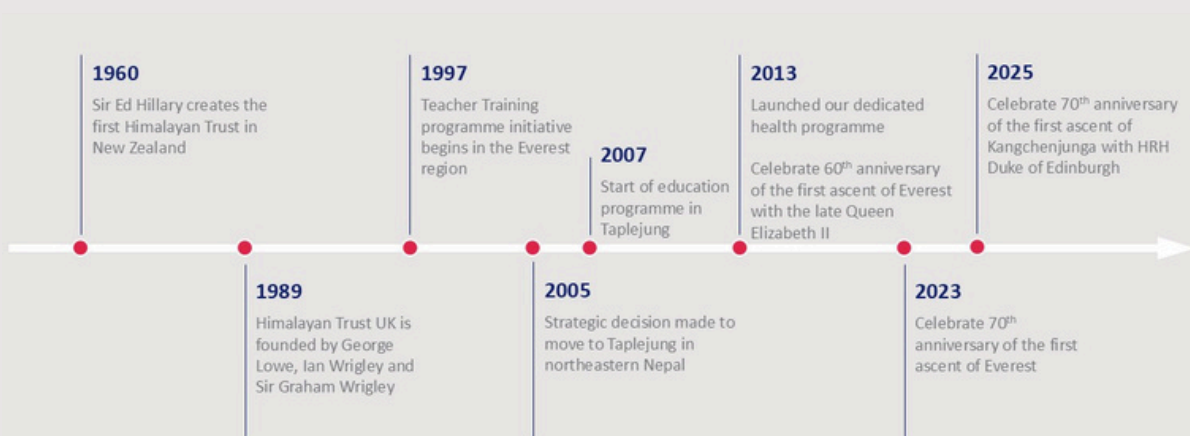 1960
Sir Ed Hillary creates the
first Himalayan Trust in
New Zealand
1989
Himalayan Trust UK is
founded by George
Lowe, Ian Wrigley and
Sir Graham Wrigley
1997
Teacher Training
programme initiative
begins in the Everest
region
2005
Strategic decision made to
move to Taplejung in
northeastern Nepal
2007
Start of education
programme in
Taplejung
2013
Launched our dedicated
health programme
Celebrate 60th anniversary
of the first ascent of Everest
with the late Queen
Elizabeth II
2023
Celebrate 70th
anniversary of the first
ascent of Everest
2025
Celebrate 70th anniversary
of the first ascent of
Kangchenjunga with HRH
Duke of Edinburgh